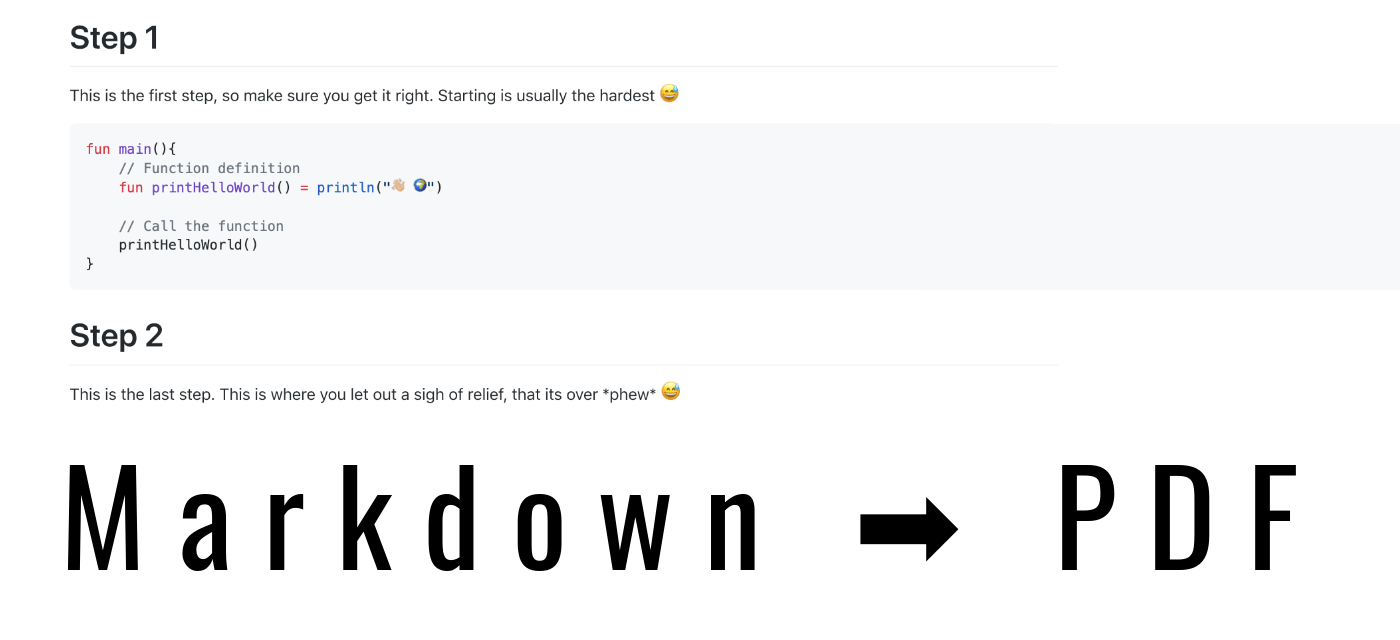 Step 1
This is the first step, so make sure you get it right. Starting is usually the hardest 😅
fun main(){
    // Function definition
    fun printHelloWorld() = println("👋🏼 🌍")
    // Call the function
    printHelloWorld()
}
Step 2
This is the last step. This is where you let out a sigh of relief, that its over *phew* 😅
Markdown ➡ PDF